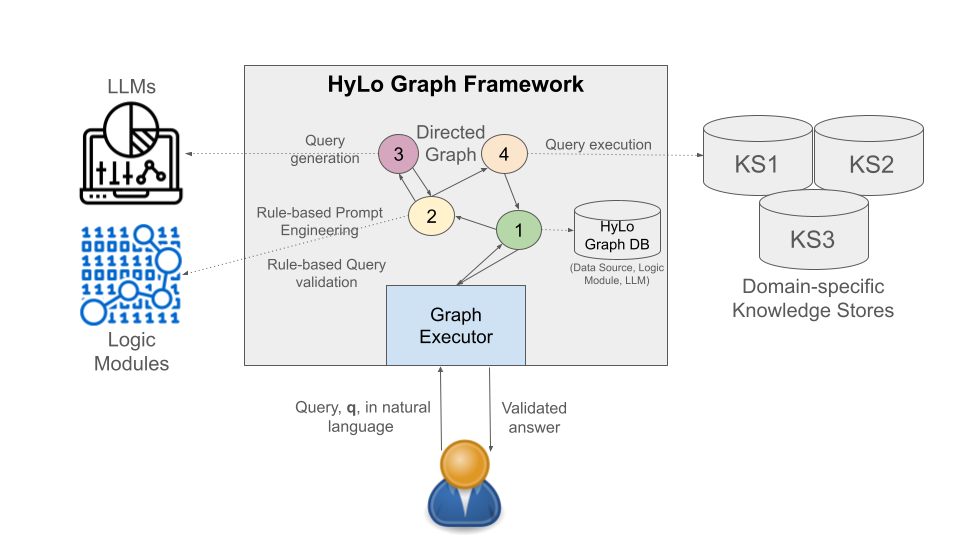 HyLo Graph Framework
LLMs
Query
generation
3
Directed
Graph
4
Query execution
KS1
KS2
KS3
Domain-specific
Knowledge Stores
Rule-based Prompt
Engineering
2
1
HyLo
Graph DB
(Data Source, Logic
Module, LLM)
Rule-based Query
validation
Logic
Modules
Graph
Executor
Query, q, in natural
language
Validated
answer